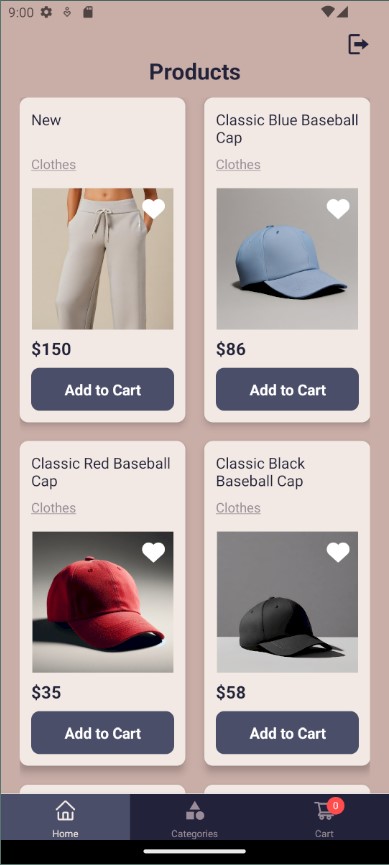 9:00
Products
New
Clothes
$150
Add to Cart
Classic Blue Baseball
Cap
Clothes
$86
Add to Cart
Classic Red Baseball
Cap
Clothes
$35
Add to Cart
Classic Black
Baseball Cap
Clothes
$58
Add to Cart
Home
Categories
0
Cart